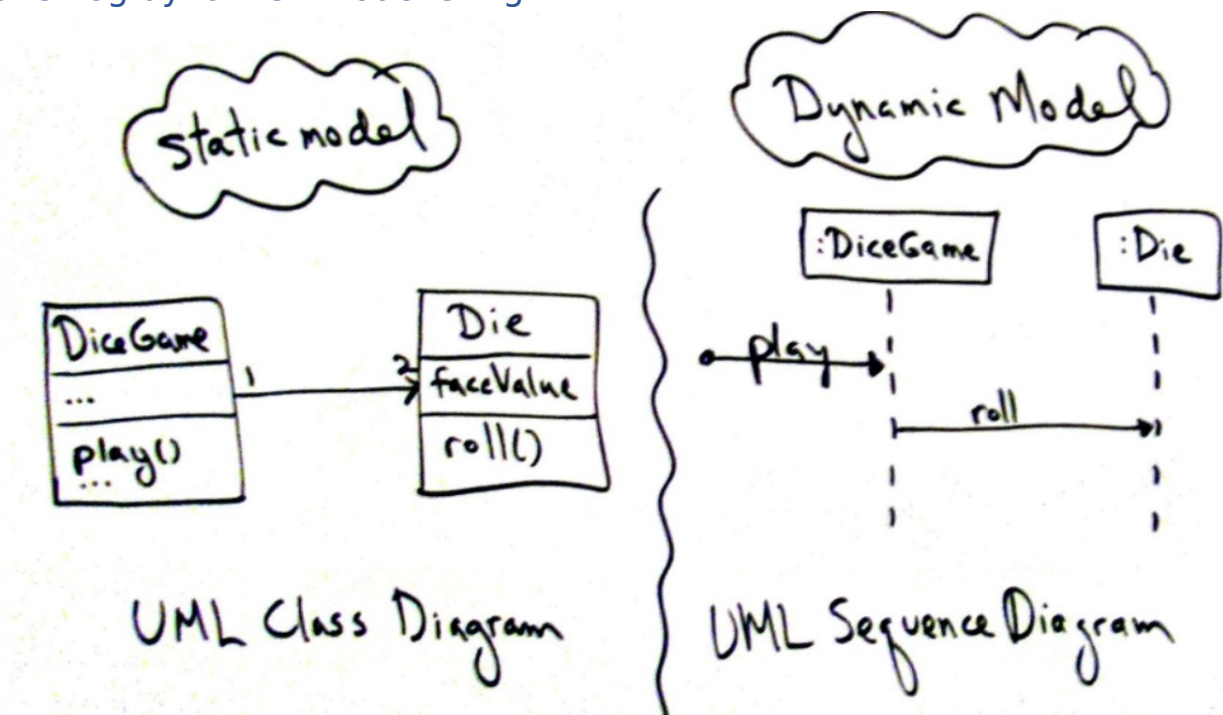 static model
DiceGame
...
play()
...
1
2
Die
faceValue
roll()
UML Class Diagram
Dynamic Model
:DiceGame
:Die
play
roll
UML Sequence Diagram